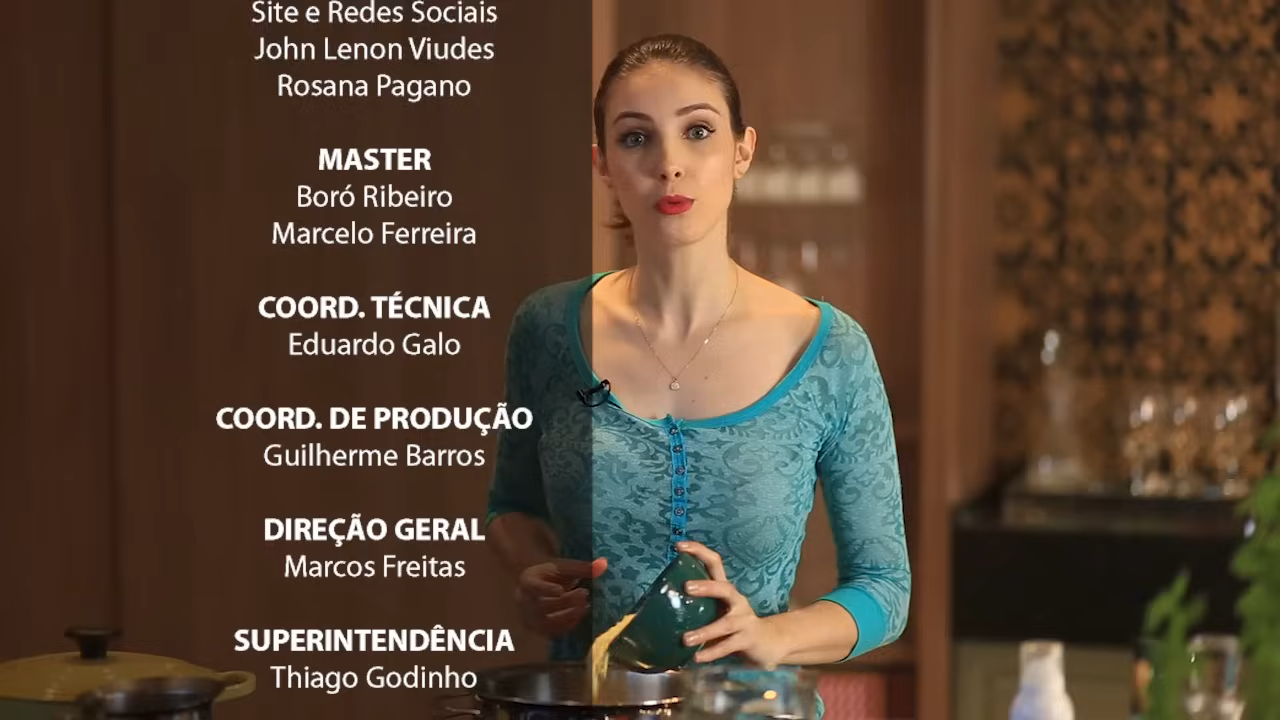 Site e Redes Sociais
John Lenon Viudes
Rosana Pagano
MASTER
Boró Ribeiro
Marcelo Ferreira
COORD. TÉCNICA
Eduardo Galo
COORD. DE PRODUÇÃO
Guilherme Barros
DIREÇÃO GERAL
Marcos Freitas
SUPERINTENDÊNCIA
Thiago Godinho